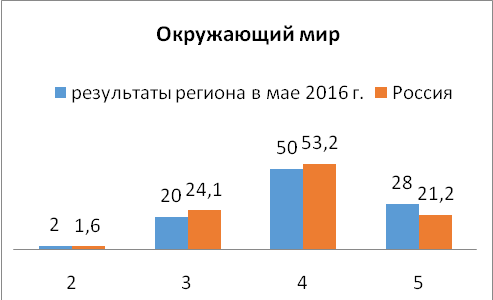 Окружающий мир
результаты региона в мае 2016 г. Россия
2 1,6 20 24,1 50 53,2 28 21,2
2 3 4 5